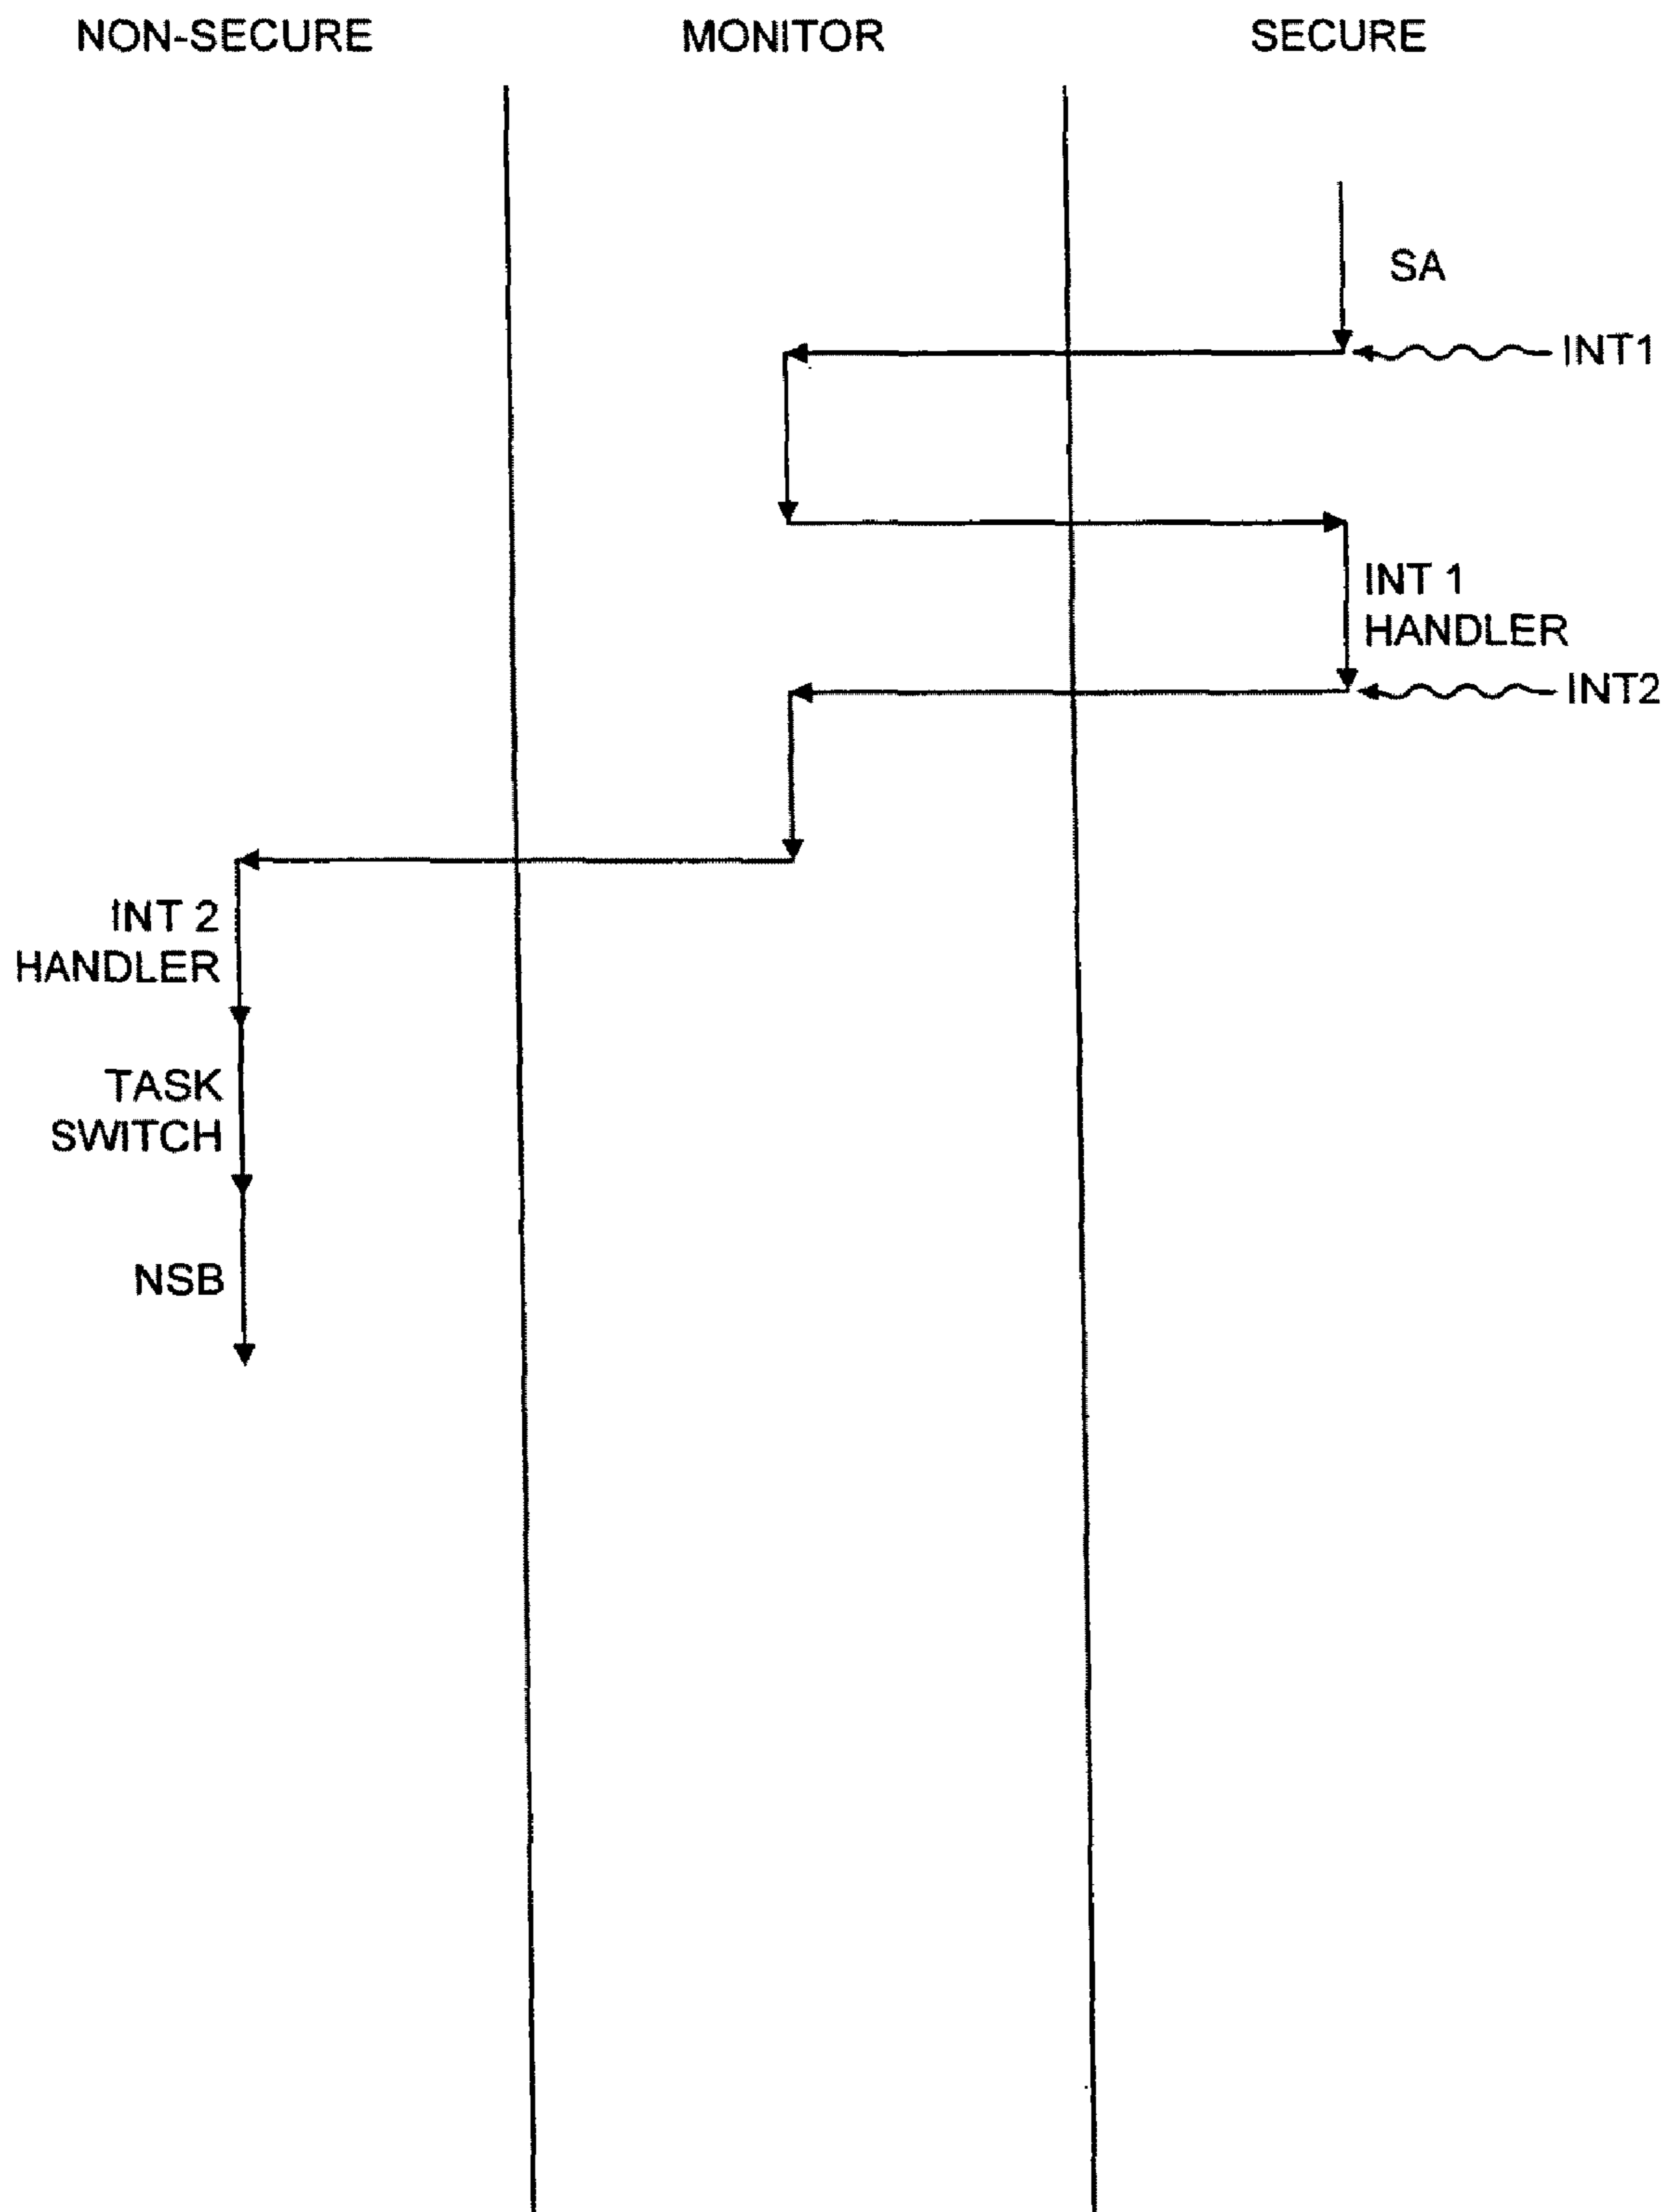 NON-SECURE
MONITOR
SECURE
SA
INT1
INT 1
HANDLER
INT2
INT 2
HANDLER
TASK
SWITCH
NSB